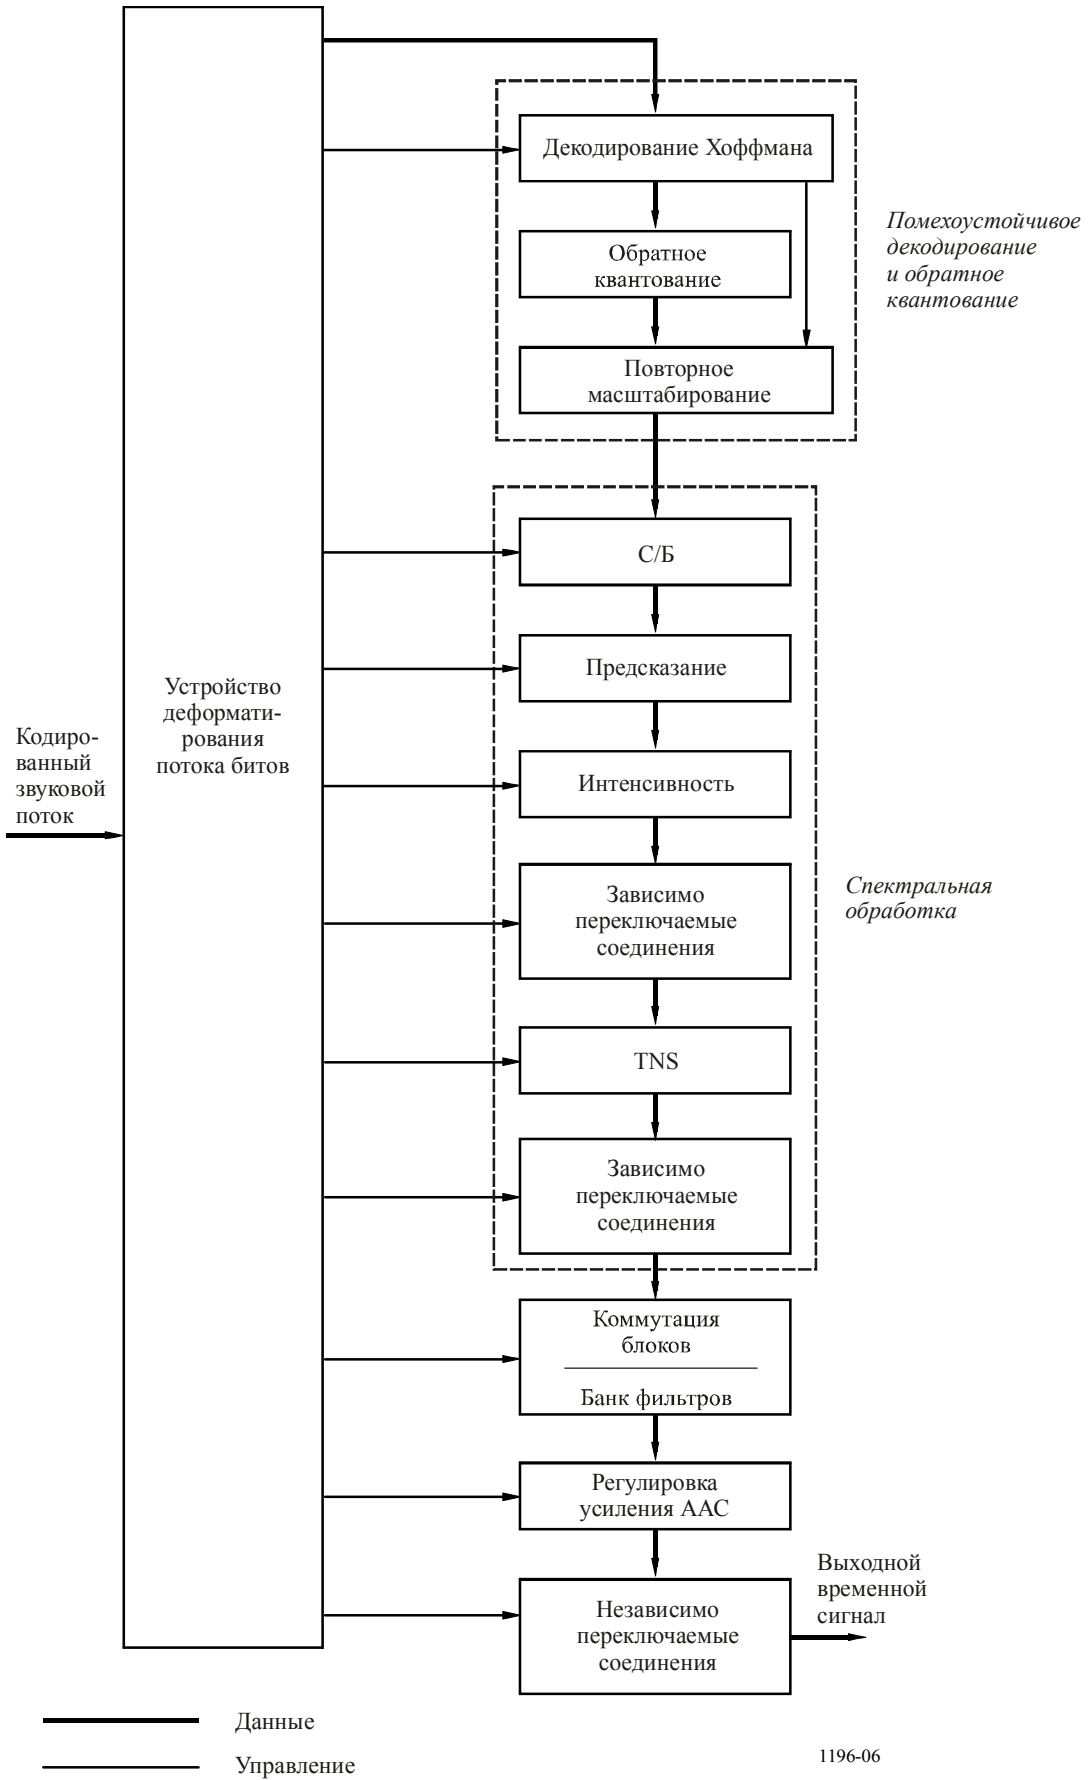 Декодирование Хоффмана
Обратное
квантование
Повторное
масштабирование
Помехоустойчивое
декодирование
и обратное
квантование
С/Б
Предсказание
Интенсивность
Зависимо
переключаемые
соединения
TNS
Зависимо
переключаемые
соединения
Спектральная
обработка
Устройство
деформати-
рования
потока битов
Кодиро-
ванный
звуковой
поток
Коммутация
блоков
Банк фильтров
Регулировка
усиления AAC
Независимо
переключаемые
соединения
Выходной
временной
сигнал
Данные
Управление
1196-06